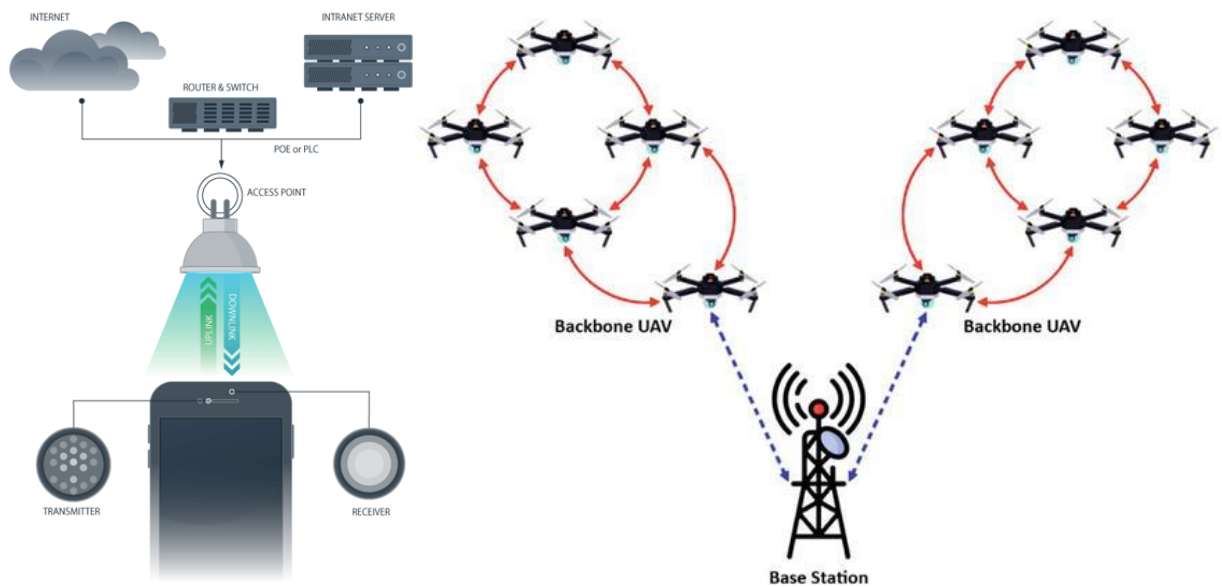 INTERNET
INTRANET SERVER
ROUTER & SWITCH
POE or PLC
ACCESS POINT
UPLINK
DOWNLINK
TRANSMITTER
RECEIVER
Backbone UAV
Backbone UAV
Base Station